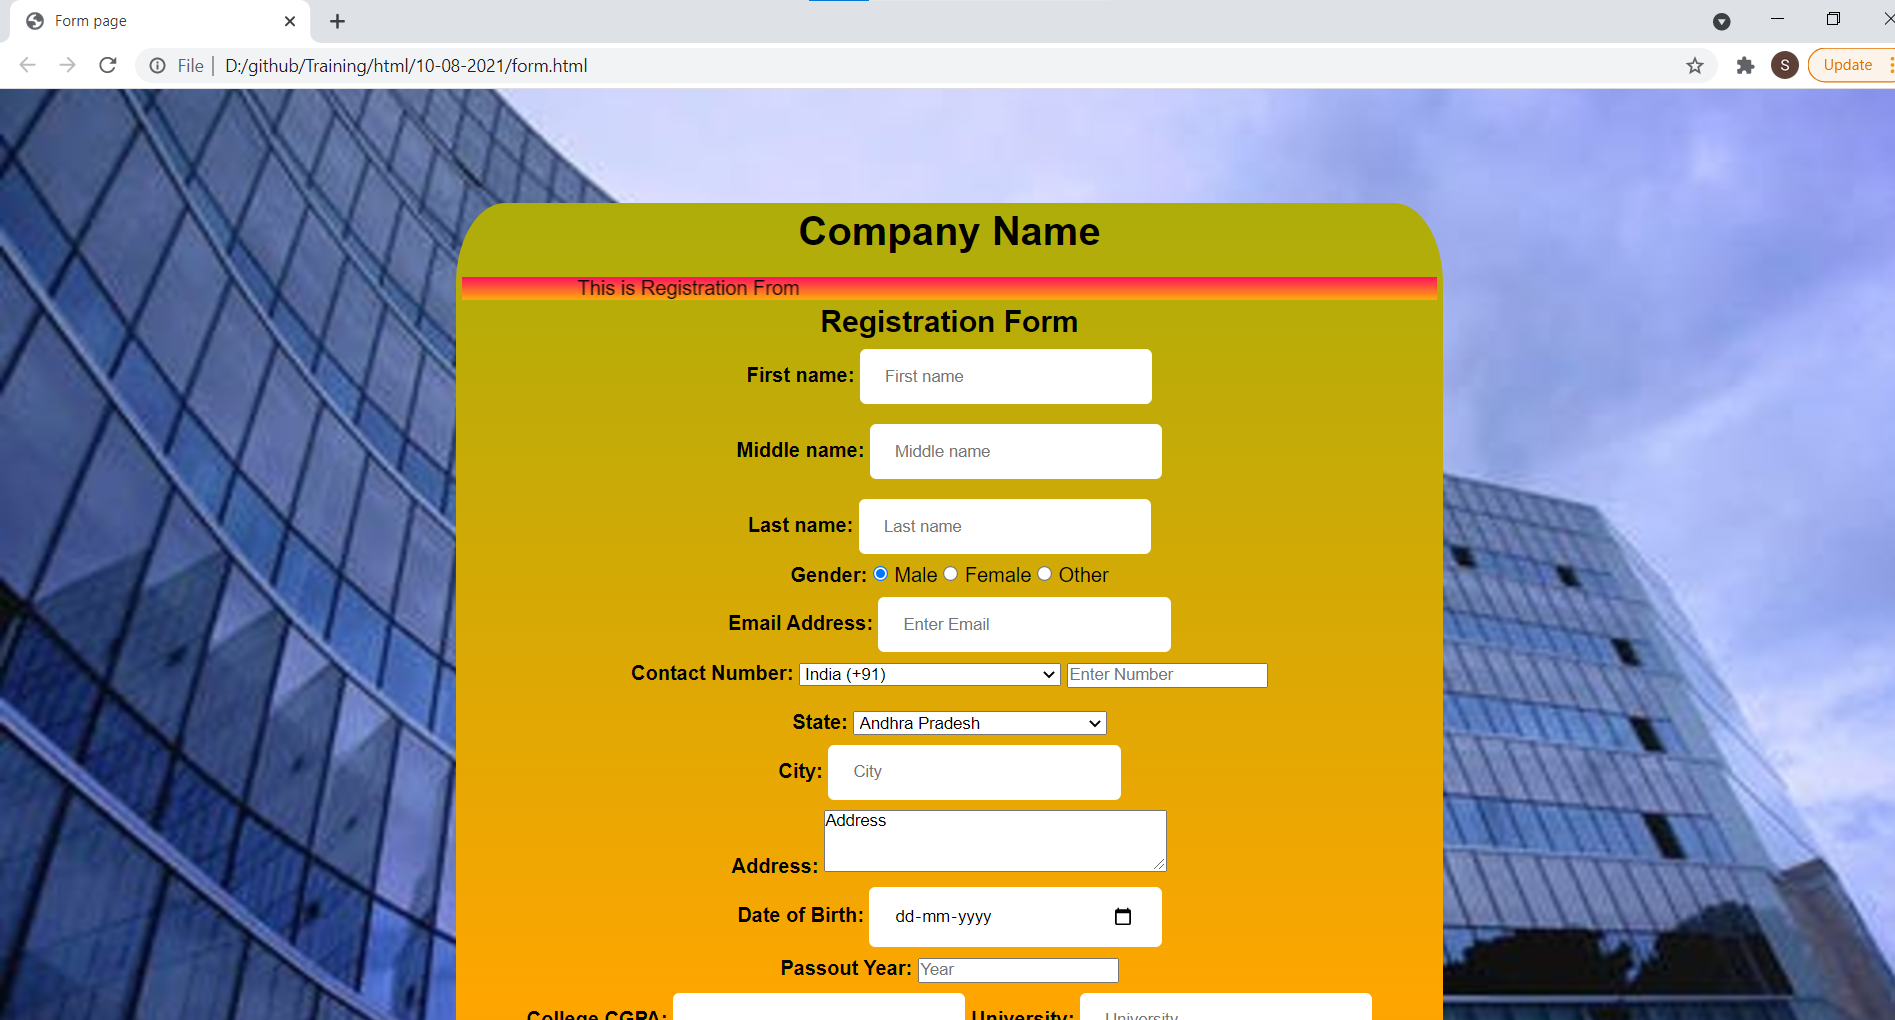 Form page
File D:/github/Training/html/10-08-2021/form.html S Update
Company Name
This is Registration From
Registration Form
First name: First name
Middle name: Middle name
Last name: Last name
Gender: Male Female Other
Email Address: Enter Email
Contact Number: India (+91) Enter Number
State: Andhra Pradesh
City: City
Address
Address:
Date of Birth: dd-mm-yyyy
Passout Year: Year
College CGPA: University: University